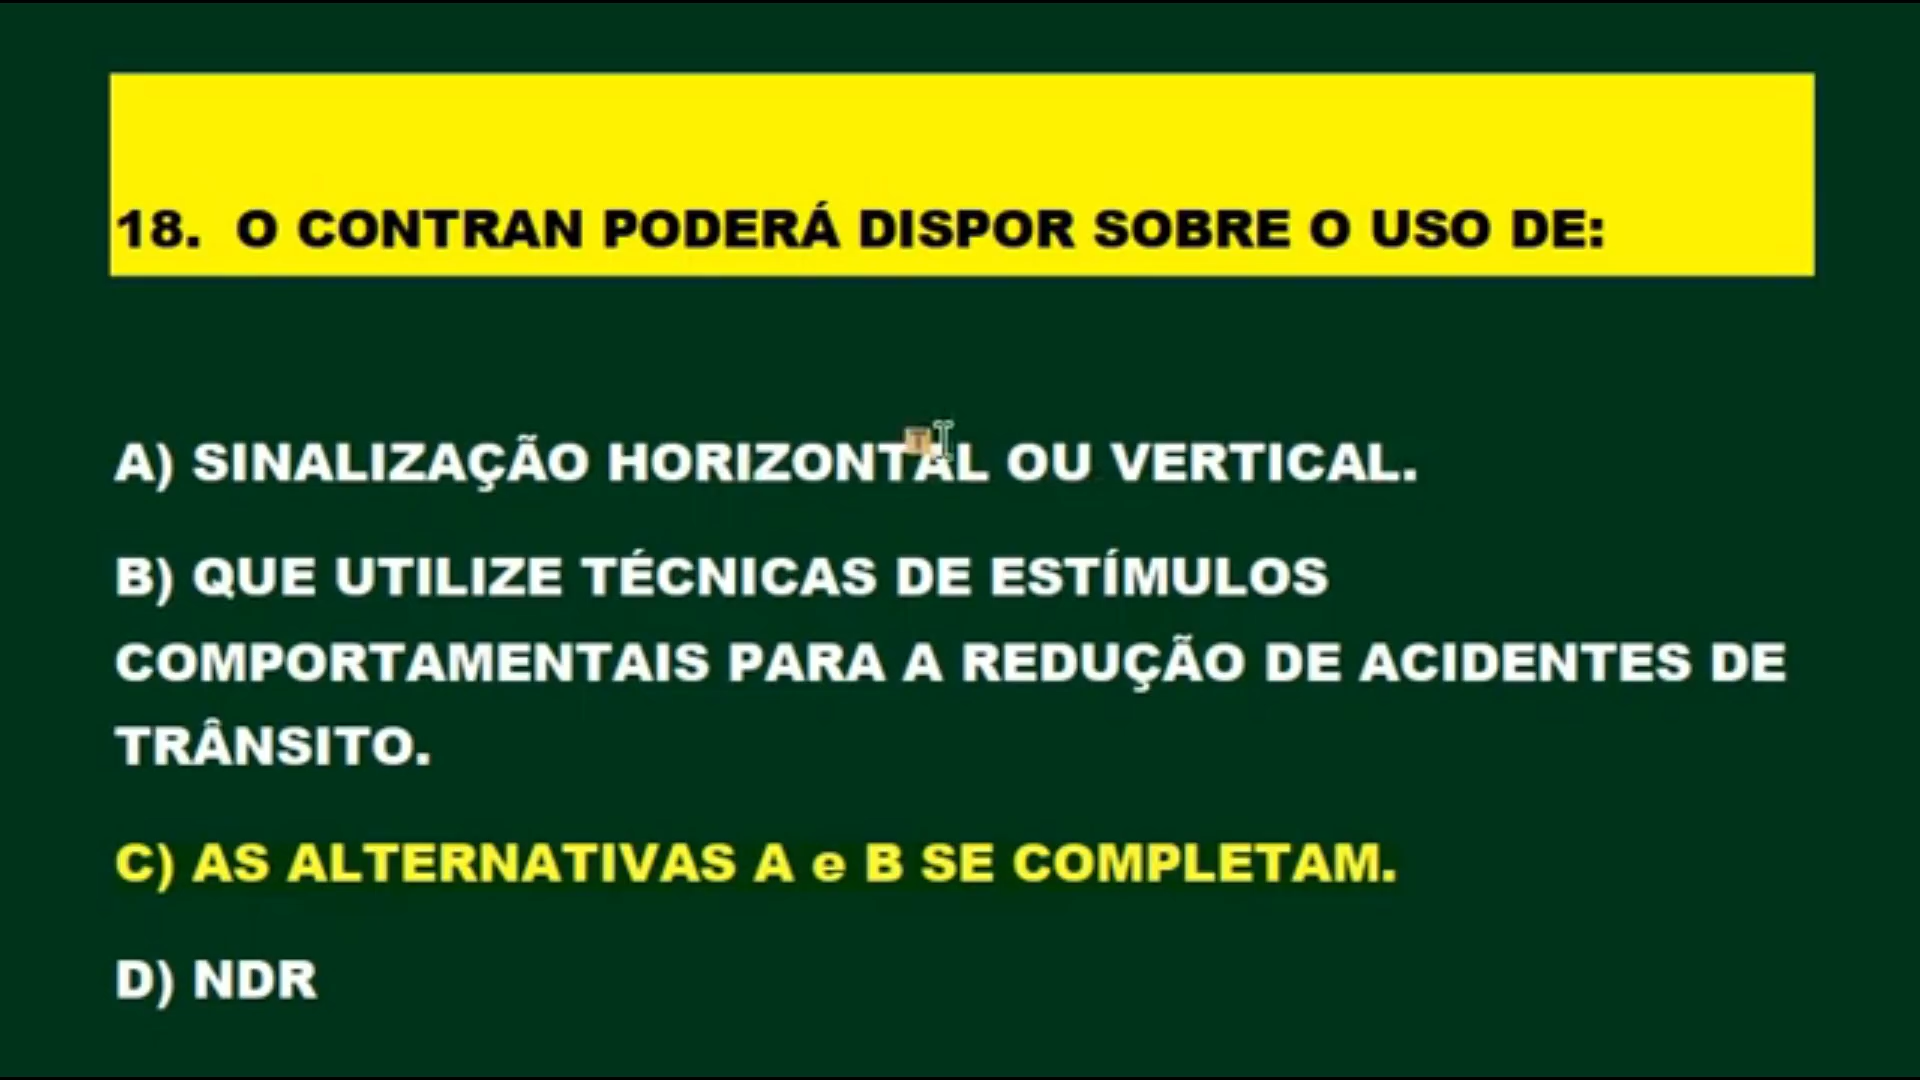 18. O CONTRAN PODERÁ DISPOR SOBRE O USO DE:
A) SINALIZAÇÃO HORIZONTAL OU VERTICAL.
B) QUE UTILIZE TÉCNICAS DE ESTÍMULOS
COMPORTAMENTAIS PARA A REDUÇÃO DE ACIDENTES DE
TRÂNSITO.
C) AS ALTERNATIVAS A e B SE COMPLETAM.
D) NDR